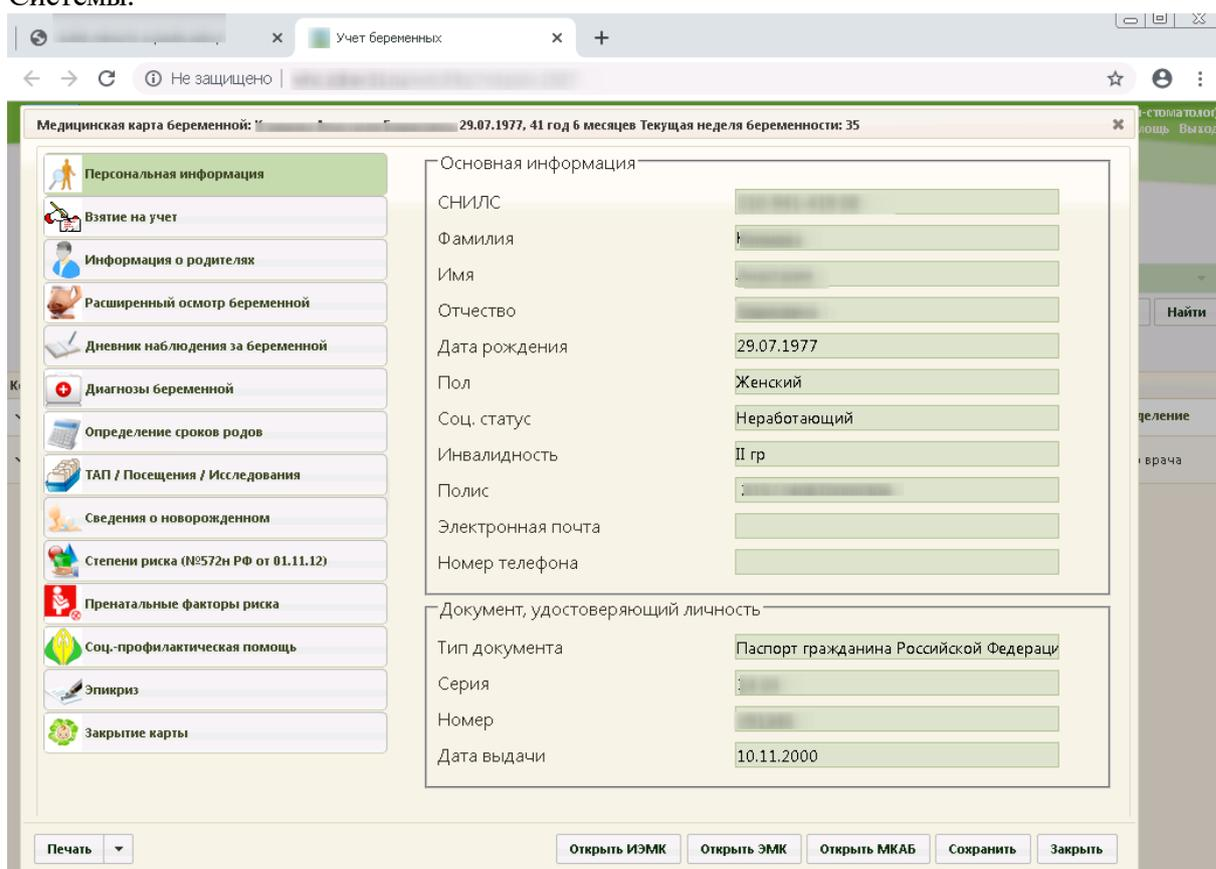 Системы.
Учет беременных
Не защищено
Медицинская карта беременной: 29.07.1977, 41 год 6 месяцев Текущая неделя беременности: 35
-стоматолог
Выход
Персональная информация
Взятие на учет
Информация о родителях
Расширенный осмотр беременной
Дневник наблюдения за беременной
Диагнозы беременной
Определение сроков родов
ТАП / Посещения / Исследования
Сведения о новорожденном
Степени риска (№572н РФ от 01.11.12)
Пренатальные факторы риска
Соц.-профилактическая помощь
Эпикриз
Закрытие карты
Основная информация
СНИЛС
Фамилия
Имя
Отчество
Дата рождения 29.07.1977
Пол Женский
Соц. статус Неработающий
Инвалидность II гр
Полис
Электронная почта
Номер телефона
Документ, удостоверяющий личность
Тип документа Паспорт гражданина Российской Федераци
Серия
Номер
Дата выдачи 10.11.2000
Найти
деление
врача
Печать Открыть ИЭМК Открыть ЭМК Открыть МКАБ Сохранить Закрыть